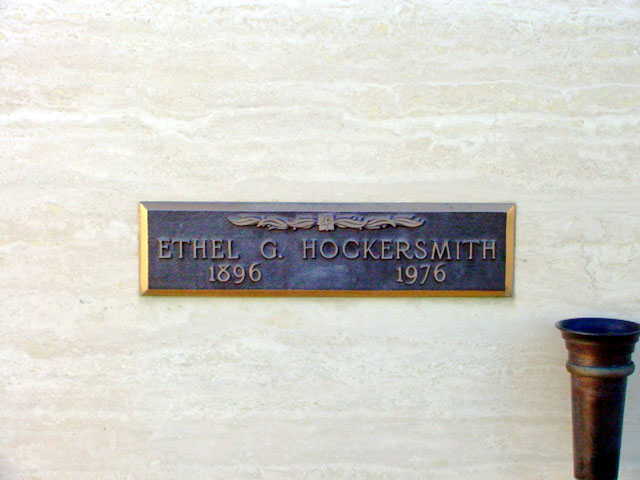 ETHEL G. HOCKERSMITH
1896 1976